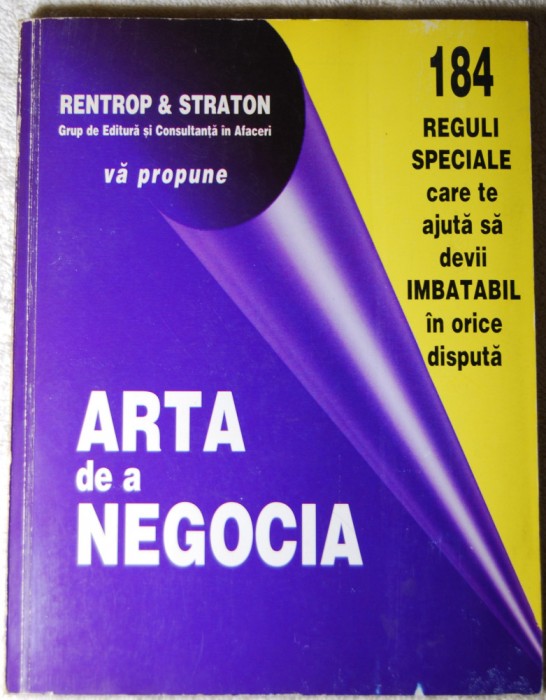 RENTROP & STRATON
Grup de Editură și Consultanță în Afaceri
vă propune
184
REGULI
SPECIALE
care te
ajută să
devii
IMBATABIL
în orice
dispută
ARTA
de a
NEGOCIA